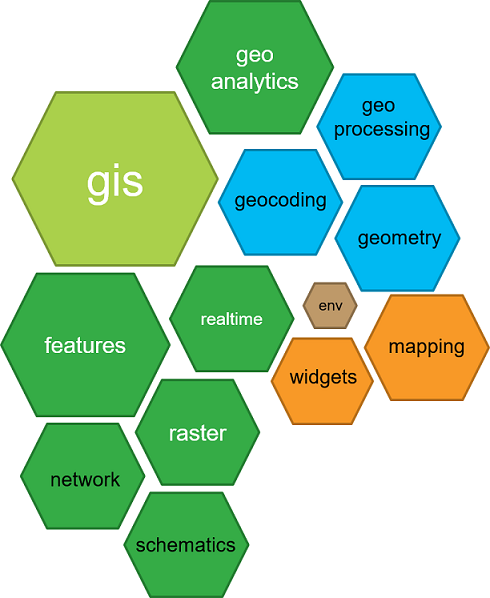 geo
analytics
geo
processing
gis
geocoding
geometry
env
realtime
features
mapping
widgets
raster
network
schematics